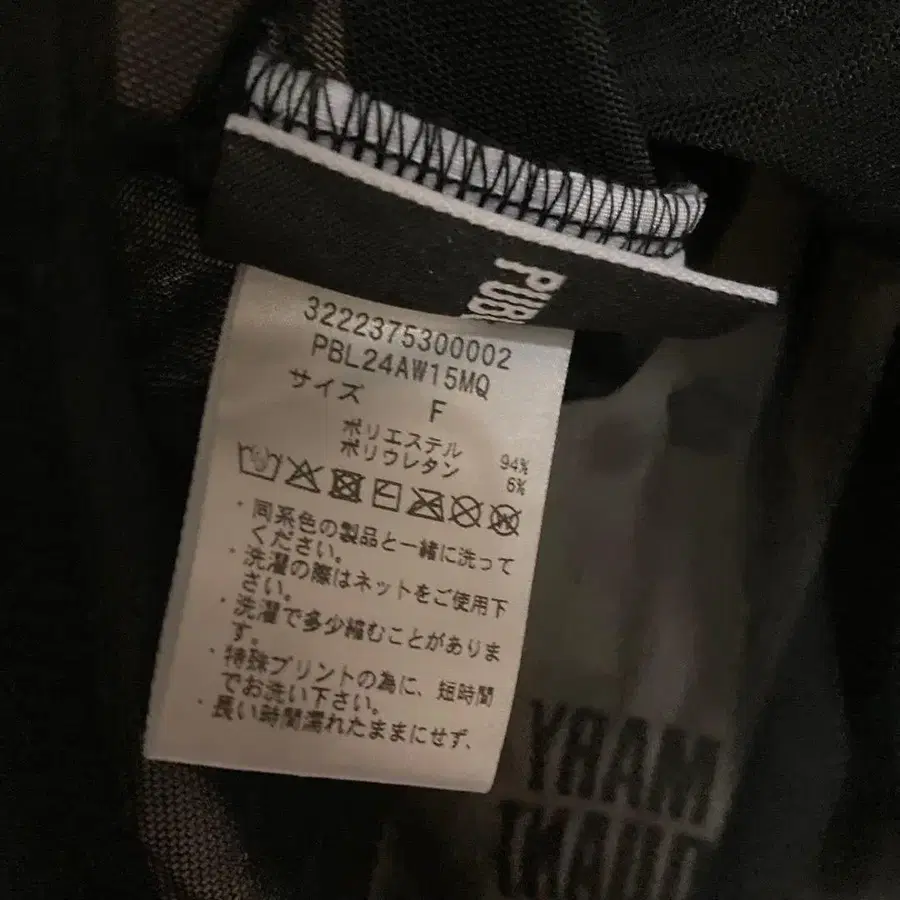 PUB
3222375300002
PBL24AW15MQ
サイズ F
ポリエステル 94%
ポリウレタン 6%
・同系色の製品と一緒に洗って
ください。
・洗濯の際はネットをご使用下
さい。
・洗濯で多少縮むことがありま
す。
・特殊プリントの為に、短時間
でお洗い下さい。
・長い時間濡れたままにせず、
MARY
QUANT